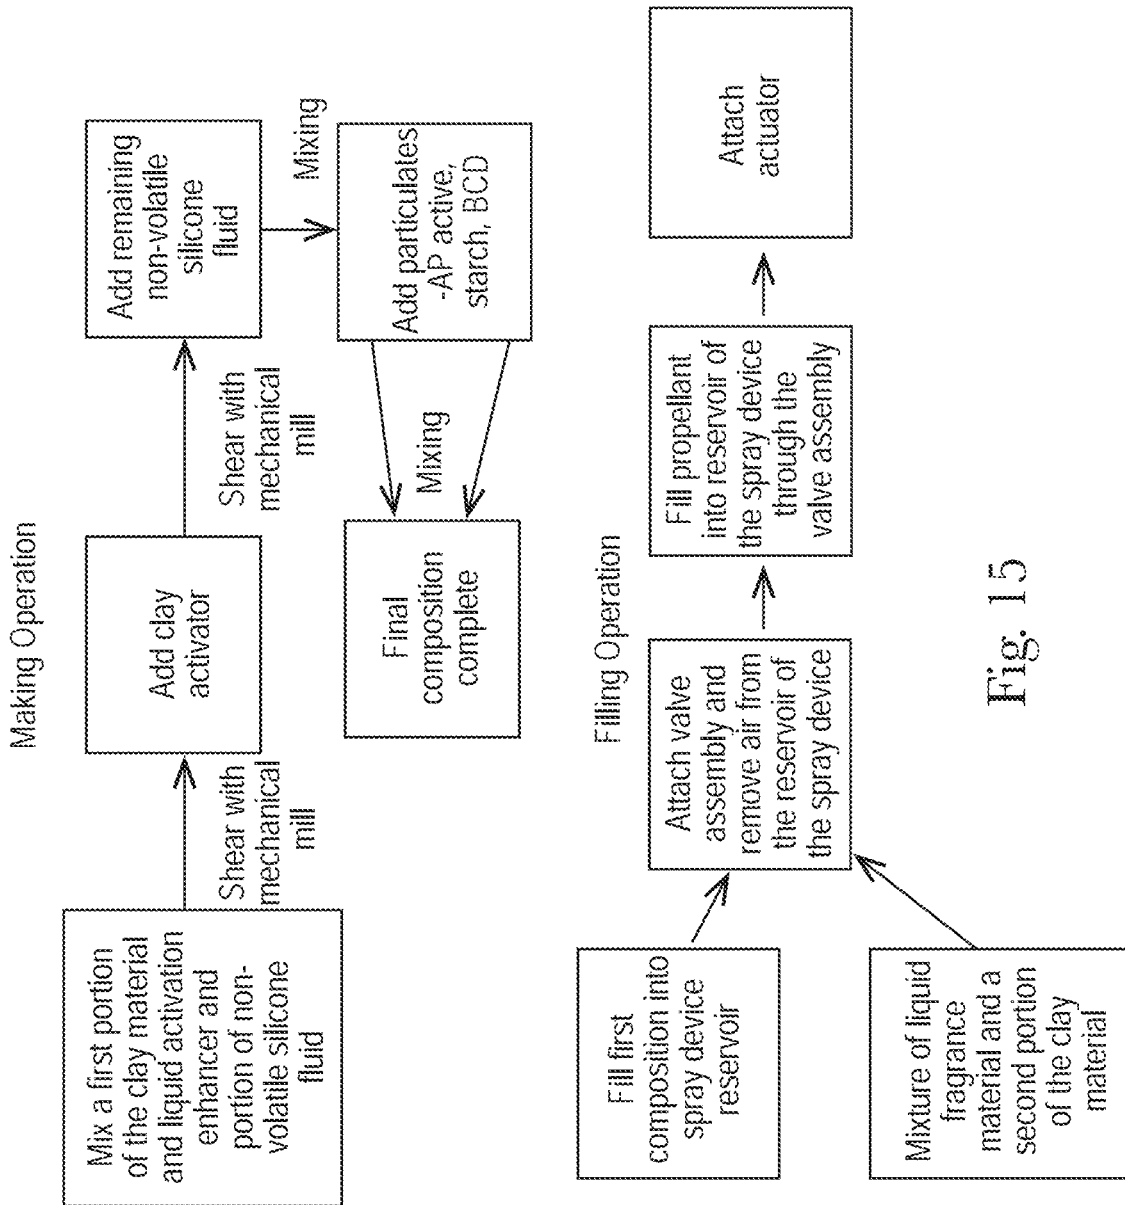 Making Operation
Mix a first portion
of the clay material
and liquid activation
enhancer and
portion of non-
volatile silicone
fluid
Shear with
mechanical
mill
Add clay
activator
Shear with
mechanical
mill
Add remaining
non-volatile
silicone
fluid
Mixing
Add particulates
-AP active,
starch, BCD
Mixing
Final
composition
complete
Filling Operation
Fill first
composition into
spray device
reservoir
Mixture of liquid
fragrance
material and a
second portion
of the clay
material
Attach valve
assembly and
remove air from
the reservoir of
the spray device
Fill propellant
into reservoir of
the spray device
through the
valve assembly
Attach
actuator
Fig. 15